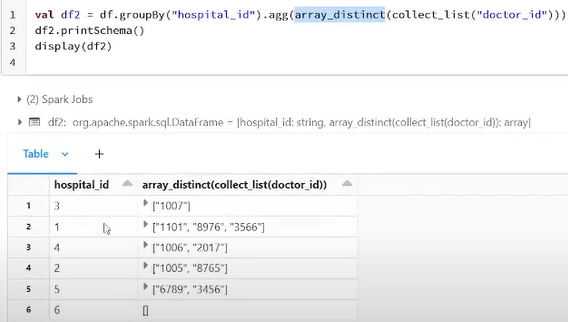 1 val df2 = df.groupBy("hospital_id").agg(array_distinct(collect_list("doctor_id")))
2 df2.printSchema()
3 display(df2)
4
(2) Spark Jobs
df2: org.apache.spark.sql.DataFrame = [hospital_id: string, array_distinct(collect_list(doctor_id)): array]
Table +
hospital_id array_distinct(collect_list(doctor_id))
1 3 ["1007"]
2 1 ["1101", "8976", "3566"]
3 4 ["1006", "2017"]
4 2 ["1005", "8765"]
5 5 ["6789", "3456"]
6 6 []